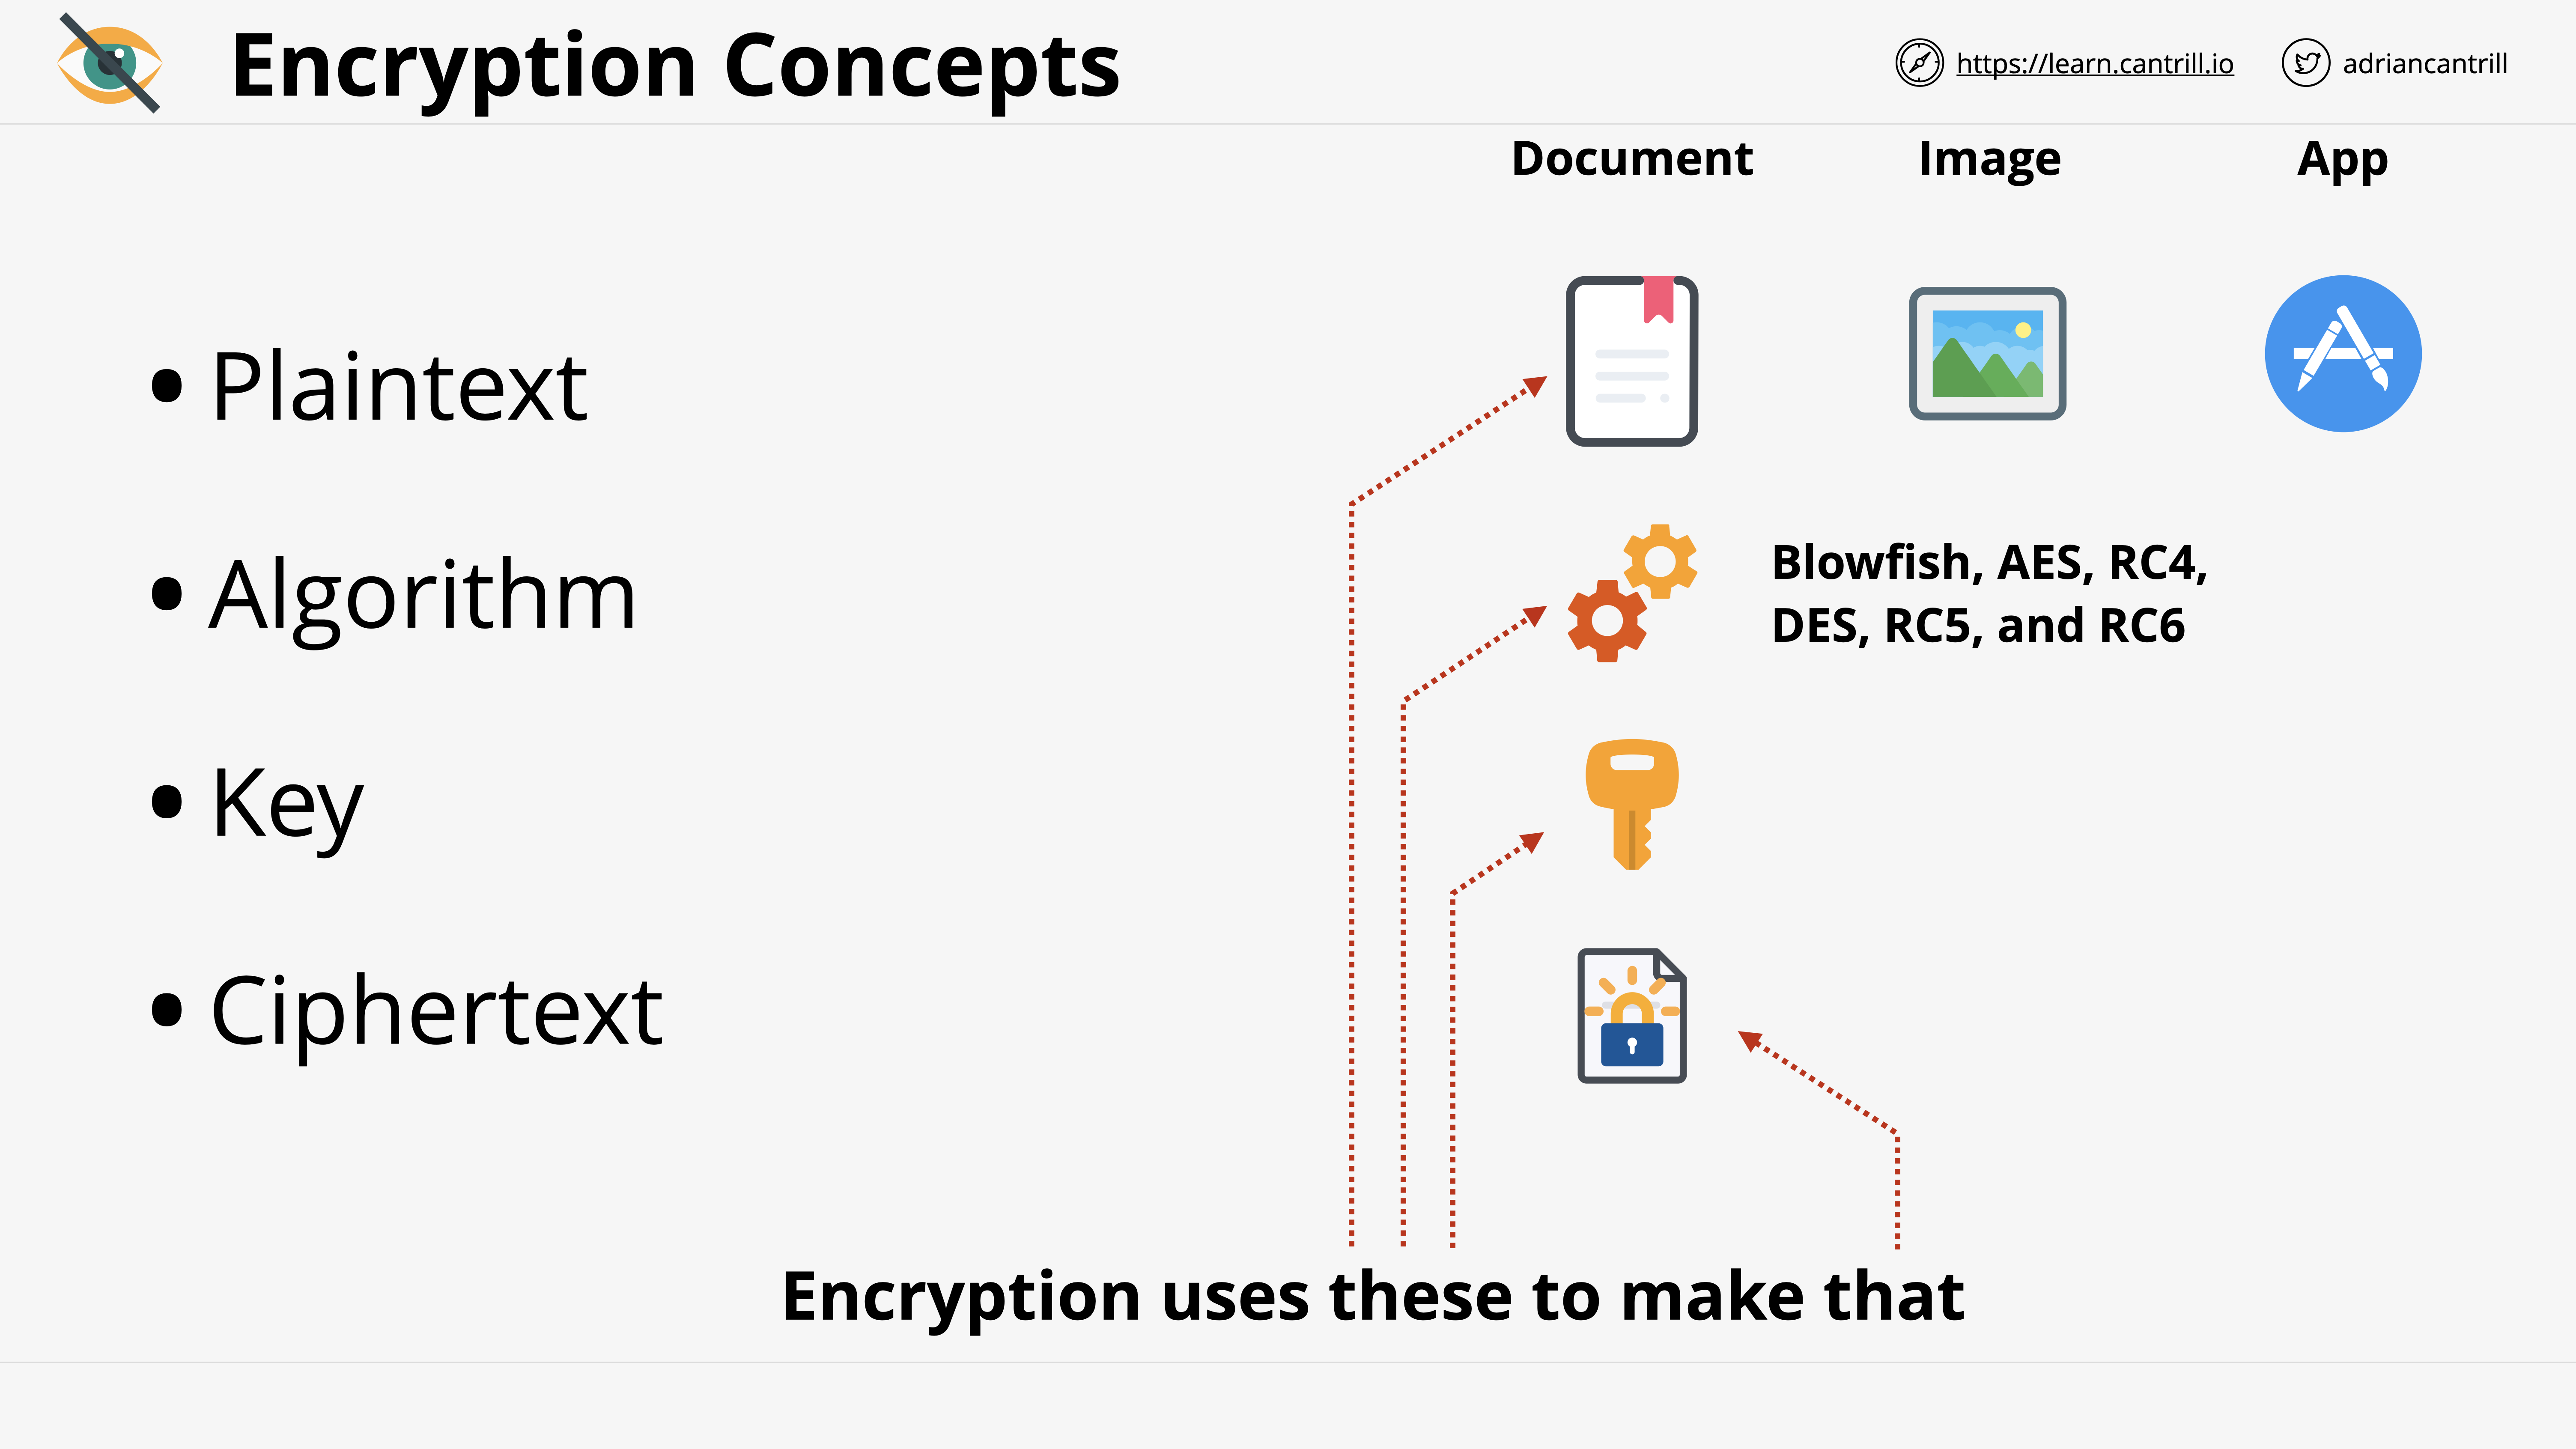 Encryption Concepts
https://learn.cantrill.io
adriancantrill
Document
Image
App
• Plaintext
• Algorithm
Blowfish, AES, RC4,
DES, RC5, and RC6
• Key
• Ciphertext
Encryption uses these to make that